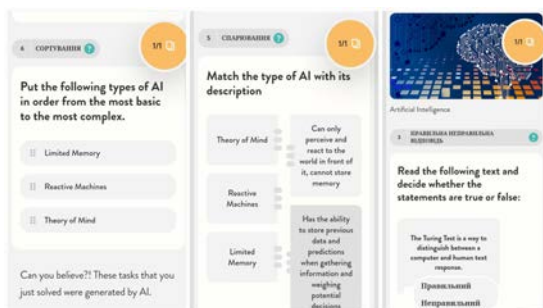 6 СОРТУВАННЯ ?
1/1
Put the following types of AI
in order from the most basic
to the most complex.
Limited Memory
Reactive Machines
Theory of Mind
Can you believe?! These tasks that you
just solved were generated by AI.
5 СПАРЮВАННЯ ?
1/1
Match the type of AI with its
description
Theory of Mind
Can only
perceive and
react to the
world in front of
it, cannot store
memory
Reactive
Machines
Limited
Memory
Has the ability
to store previous
data and
predictions
when gathering
information and
weighing
potential
decisions
1/1
Artificial Intelligence
ПРАВИЛЬНА НЕПРАВИЛЬНА
ВІДПОВІДЬ ?
Read the following text and
decide whether the
statements are true or false:
The Turing Test is a way to
distinguish between a
computer and human text
response.
Правильний
Неправильний